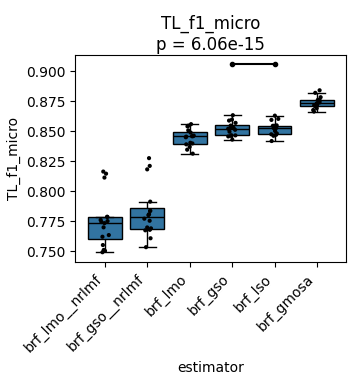 TL_f1_micro
p = 6.06e-15
TL_f1_micro
0.900
0.875
0.850
0.825
0.800
0.775
0.750
brf_lmo__nrlmf
brf_gso__nrlmf
brf_lmo
brf_gso
brf_lso
brf_gmosa
estimator